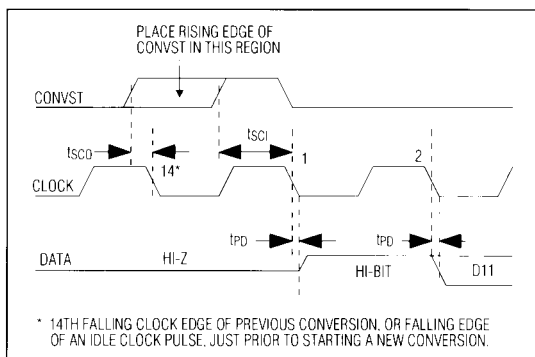 PLACE RISING EDGE OF
CONVST IN THIS REGION
CONVST
tSCO
14*
tSCI
1
2
CLOCK
tPD
tPD
DATA
HI-Z
HI-BIT
D11
* 14TH FALLING CLOCK EDGE OF PREVIOUS CONVERSION, OR FALLING EDGE
OF AN IDLE CLOCK PULSE, JUST PRIOR TO STARTING A NEW CONVERSION.